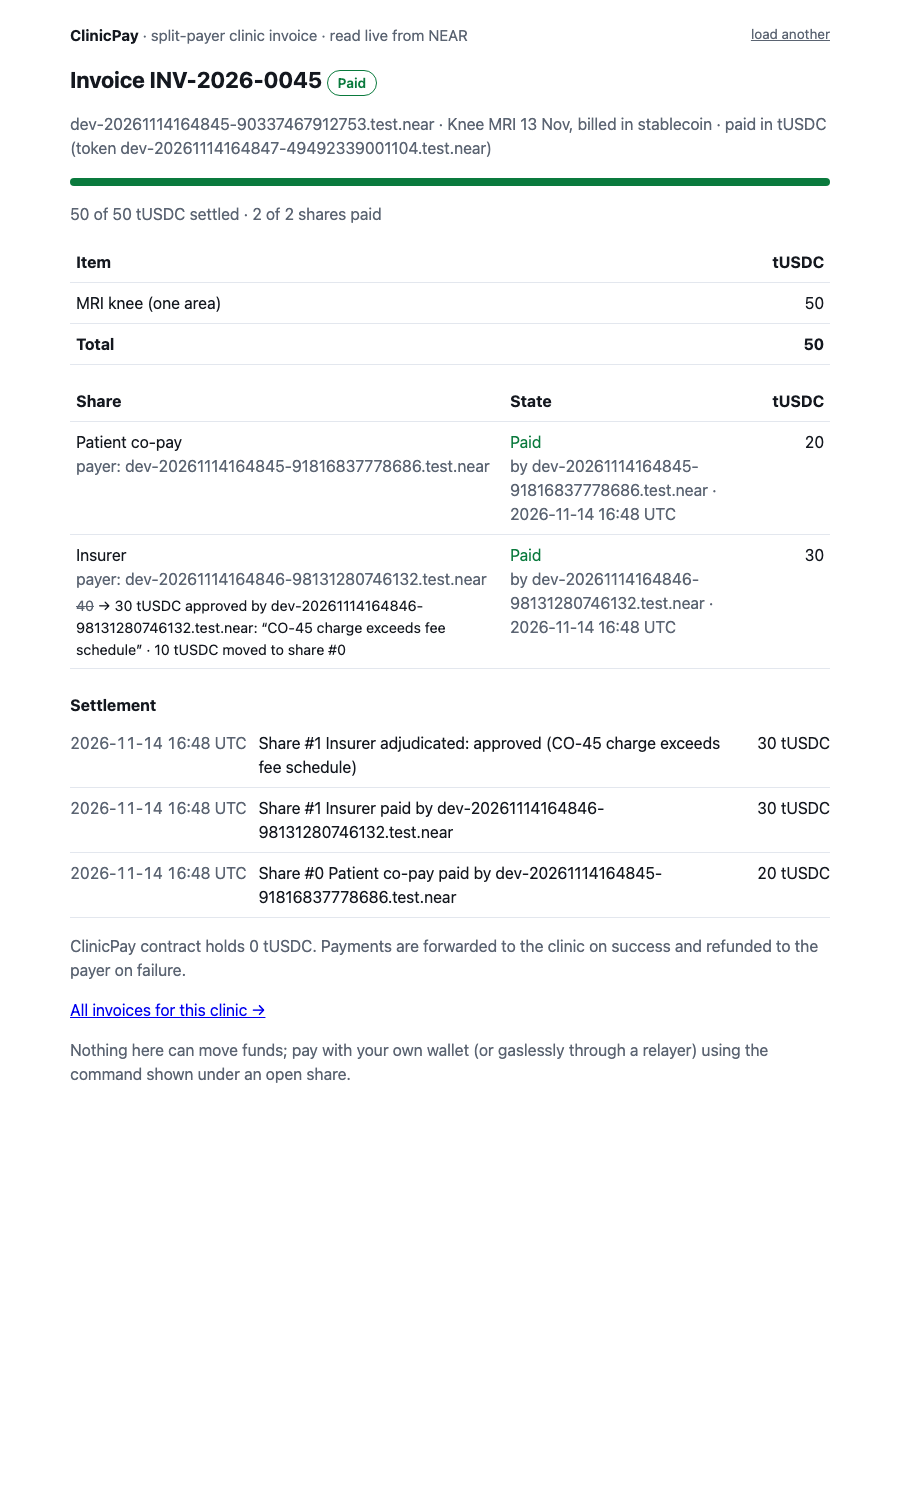 ClinicPay · split-payer clinic invoice · read live from NEAR
load another
Invoice INV-2026-0045 Paid
dev-20261114164845-90337467912753.test.near · Knee MRI 13 Nov, billed in stablecoin · paid in tUSDC
(token dev-20261114164847-49492339001104.test.near)
50 of 50 tUSDC settled · 2 of 2 shares paid
Item tUSDC
MRI knee (one area) 50
Total 50
Share State tUSDC
Patient co-pay Paid 20
payer: dev-20261114164845-91816837778686.test.near by dev-20261114164845-
91816837778686.test.near ·
2026-11-14 16:48 UTC
Insurer Paid 30
payer: dev-20261114164846-98131280746132.test.near by dev-20261114164846-
98131280746132.test.near ·
2026-11-14 16:48 UTC
40 → 30 tUSDC approved by dev-20261114164846-
98131280746132.test.near: “CO-45 charge exceeds fee
schedule” · 10 tUSDC moved to share #0
Settlement
2026-11-14 16:48 UTC Share #1 Insurer adjudicated: approved (CO-45 charge exceeds 30 tUSDC
fee schedule)
2026-11-14 16:48 UTC Share #1 Insurer paid by dev-20261114164846- 30 tUSDC
98131280746132.test.near
2026-11-14 16:48 UTC Share #0 Patient co-pay paid by dev-20261114164845- 20 tUSDC
91816837778686.test.near
ClinicPay contract holds 0 tUSDC. Payments are forwarded to the clinic on success and refunded to the
payer on failure.
All invoices for this clinic →
Nothing here can move funds; pay with your own wallet (or gaslessly through a relayer) using the
command shown under an open share.